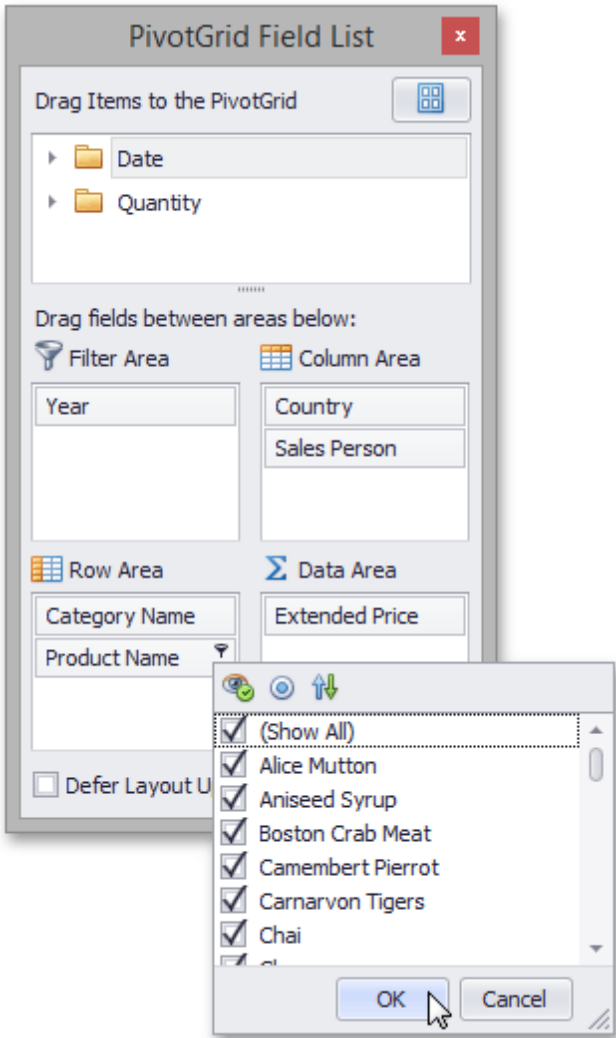 PivotGrid Field List
x
Drag Items to the PivotGrid
Date
Quantity
Drag fields between areas below:
Filter Area
Column Area
Year
Country
Sales Person
Row Area
Σ Data Area
Category Name
Extended Price
Product Name
(Show All)
Defer Layout U
Alice Mutton
Aniseed Syrup
Boston Crab Meat
Camembert Pierrot
Carnarvon Tigers
Chai
OK
Cancel